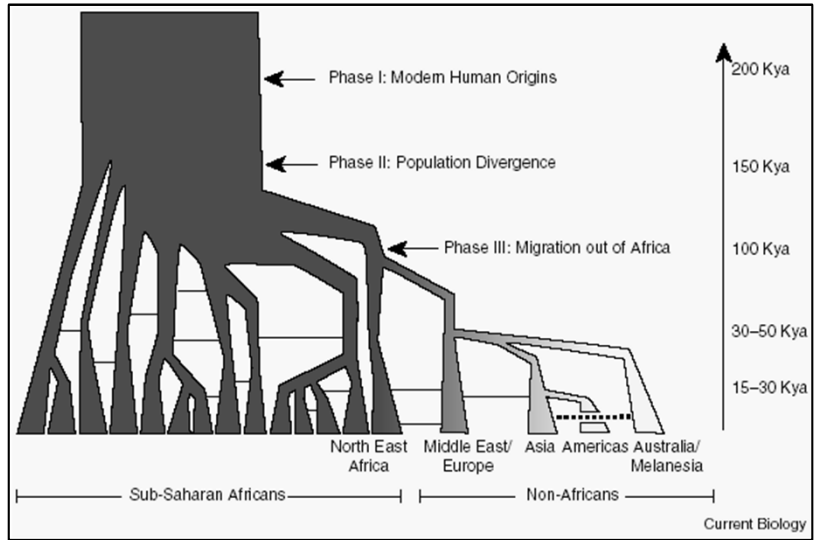 200 Kya
Phase I: Modern Human Origins
Phase II: Population Divergence
150 Kya
Phase III: Migration out of Africa
100 Kya
30–50 Kya
15–30 Kya
North East
Africa
Middle East/
Europe
Asia
Americas
Australia/
Melanesia
Sub-Saharan Africans
Non-Africans
Current Biology